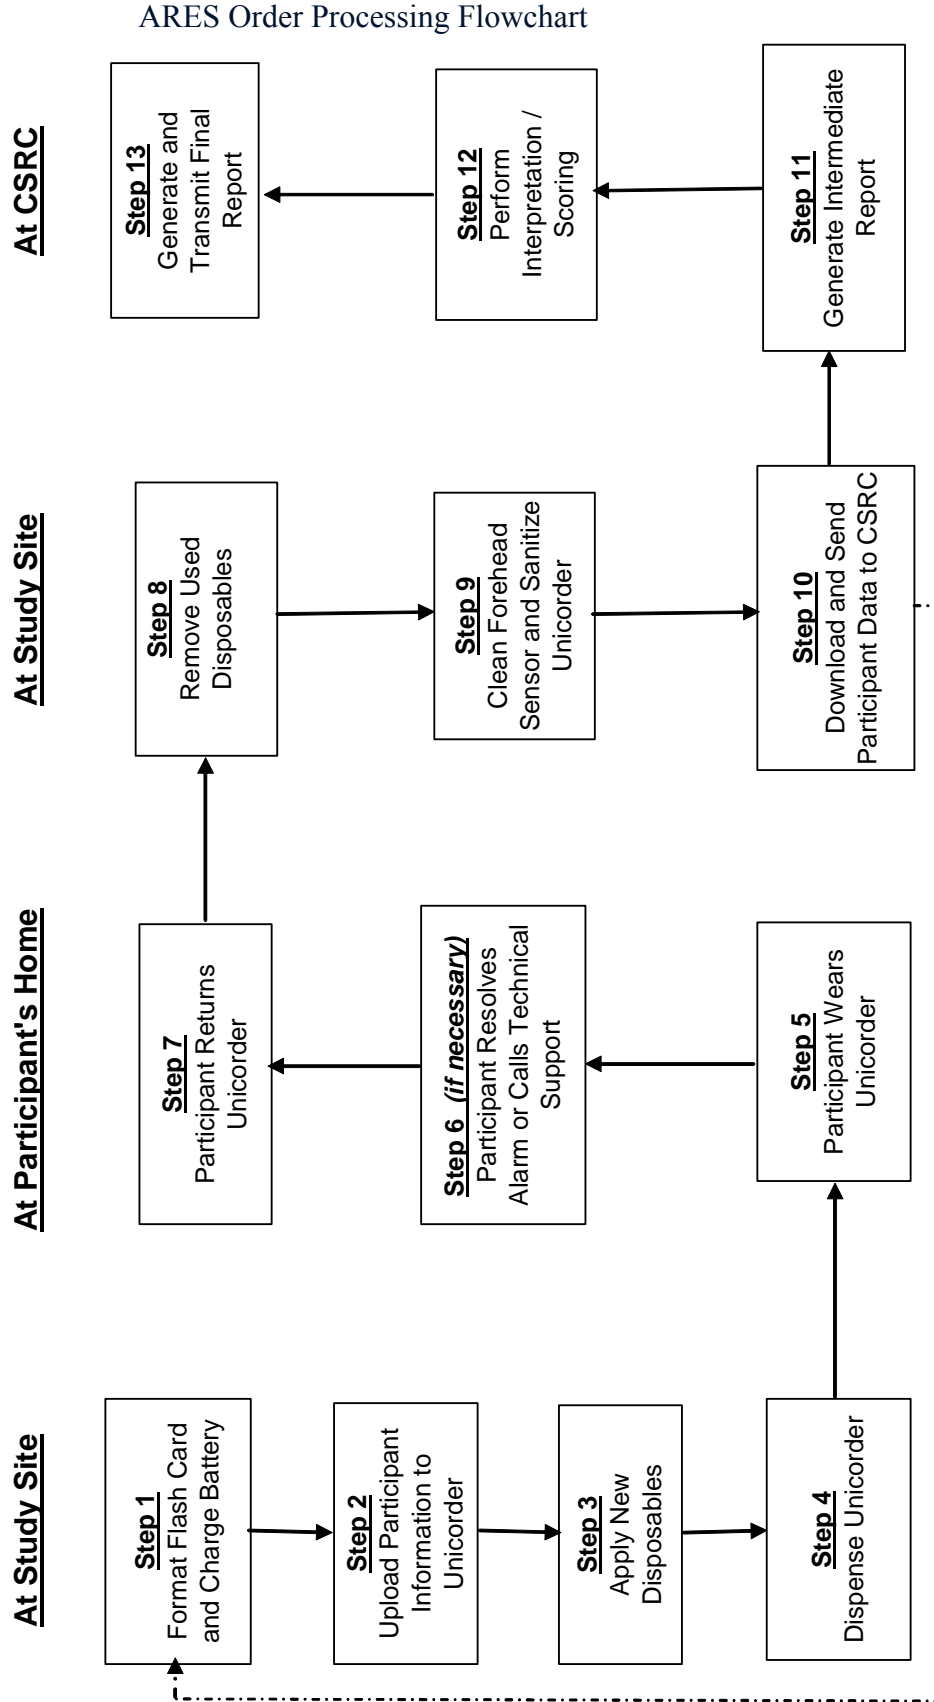 ARES Order Processing Flowchart
At Study Site
Step 1
Format Flash Card
and Charge Battery
Step 2
Upload Participant
Information to
Unicorder
Step 3
Apply New
Disposables
Step 4
Dispense Unicorder
At Participant's Home
Step 5
Participant Wears
Unicorder
Step 6 (if necessary)
Participant Resolves
Alarm or Calls Technical
Support
Step 7
Participant Returns
Unicorder
At Study Site
Step 8
Remove Used
Disposables
Step 9
Clean Forehead
Sensor and Sanitize
Unicorder
Step 10
Download and Send
Participant Data to CSRC
At CSRC
Step 11
Generate Intermediate
Report
Step 12
Perform
Interpretation /
Scoring
Step 13
Generate and
Transmit Final
Report